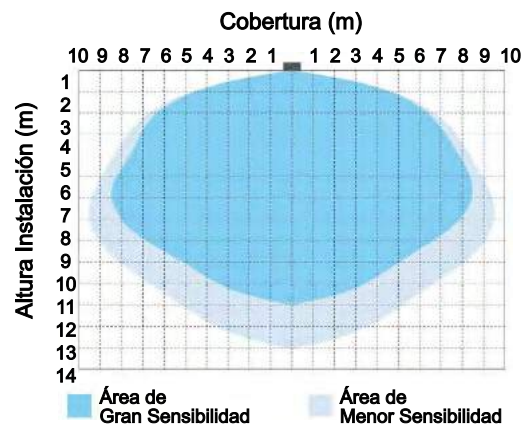 Cobertura (m)
10 9 8 7 6 5 4 3 2 1 1 2 3 4 5 6 7 8 9 10
Altura Instalación (m)
1
2
3
4
5
6
7
8
9
10
11
12
13
14
Área de
Gran Sensibilidad
Área de
Menor Sensibilidad